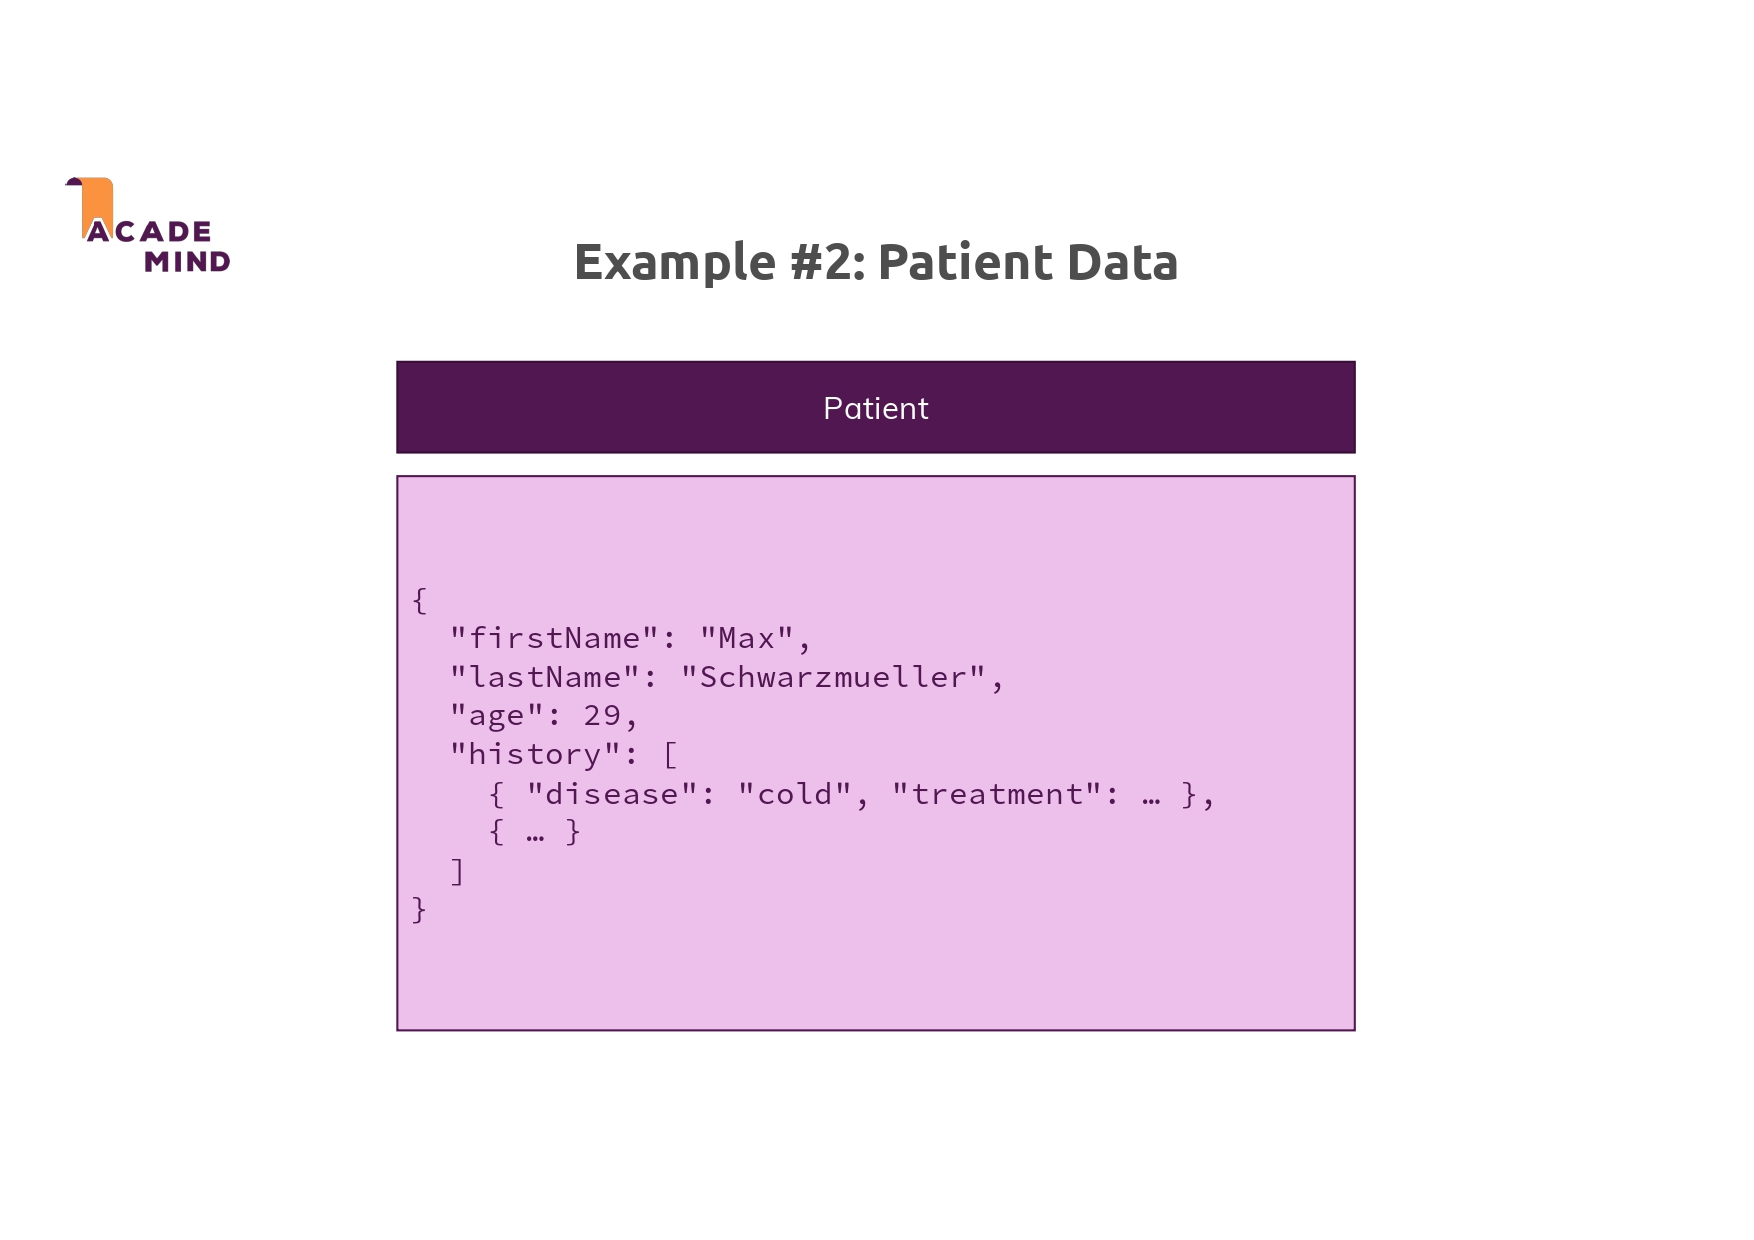 ACADE
MIND
Example #2: Patient Data
Patient
{
  "firstName": "Max",
  "lastName": "Schwarzmueller",
  "age": 29,
  "history": [
    { "disease": "cold", "treatment": … },
    { … }
  ]
}